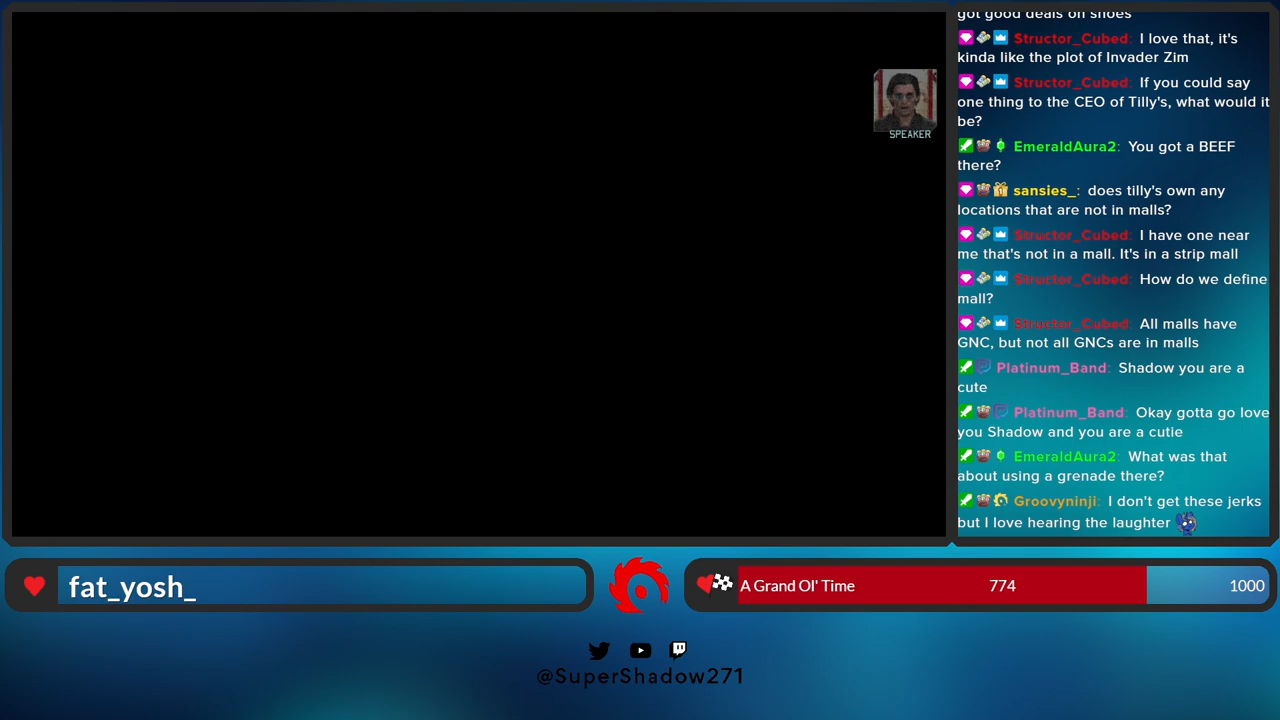 SPEAKER
got good deals on shoes
Structor_Cubed: I love that, it's
kinda like the plot of Invader Zim
Structor_Cubed: If you could say
one thing to the CEO of Tilly's, what would it
be?
EmeraldAura2: You got a BEEF
there?
sansies_: does tilly's own any
locations that are not in malls?
Structor_Cubed: I have one near
me that's not in a mall. It's in a strip mall
Structor_Cubed: How do we define
mall?
Structor_Cubed: All malls have
GNC, but not all GNCs are in malls
Platinum_Band: Shadow you are a
cute
Platinum_Band: Okay gotta go love
you Shadow and you are a cutie
EmeraldAura2: What was that
about using a grenade there?
Groovyninji: I don't get these jerks
but I love hearing the laughter
fat_yosh_
A Grand Ol' Time 774 1000
@SuperShadow271